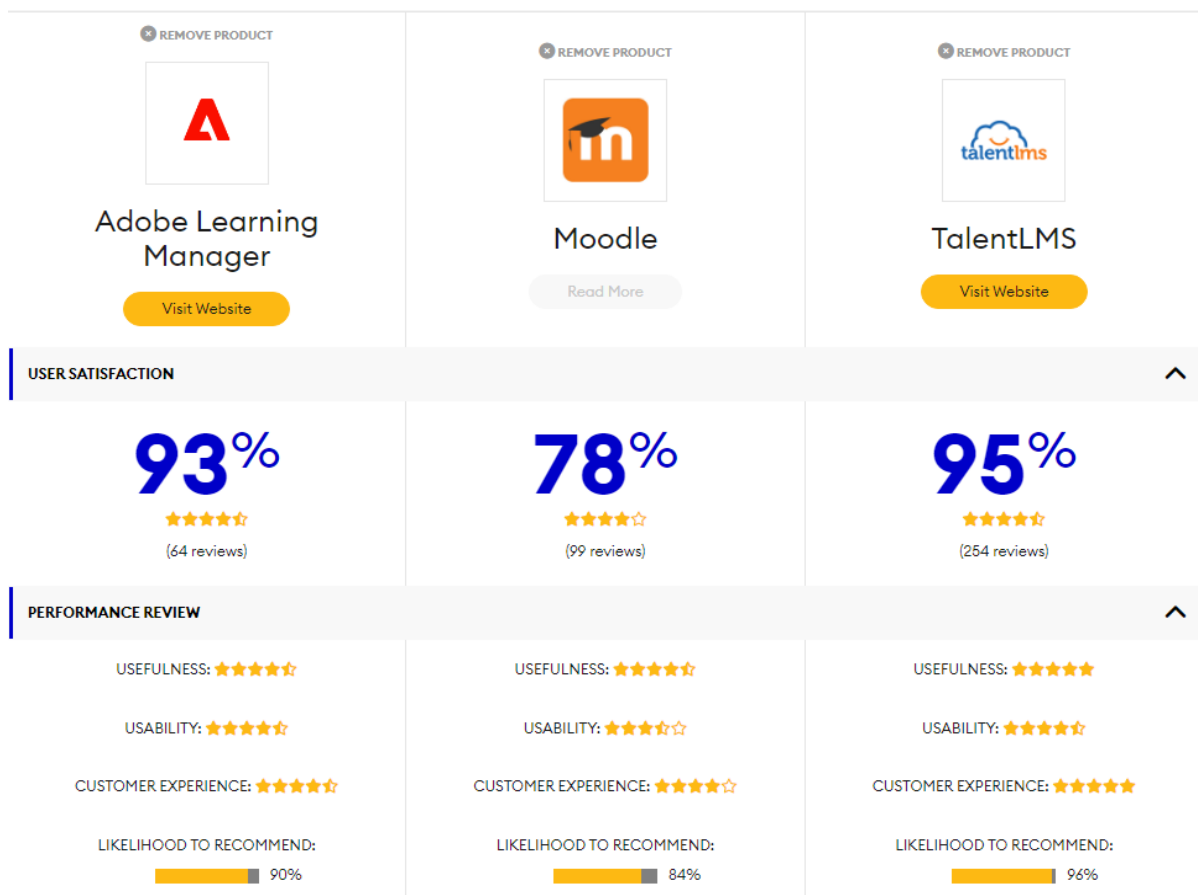 REMOVE PRODUCT
Adobe Learning
Manager
Visit Website
REMOVE PRODUCT
m
Moodle
Read More
REMOVE PRODUCT
talentlms
TalentLMS
Visit Website
USER SATISFACTION
93%
(64 reviews)
78%
(99 reviews)
95%
(254 reviews)
PERFORMANCE REVIEW
USEFULNESS:
USABILITY:
CUSTOMER EXPERIENCE:
LIKELIHOOD TO RECOMMEND:
90%
USEFULNESS:
USABILITY:
CUSTOMER EXPERIENCE:
LIKELIHOOD TO RECOMMEND:
84%
USEFULNESS:
USABILITY:
CUSTOMER EXPERIENCE:
LIKELIHOOD TO RECOMMEND:
96%